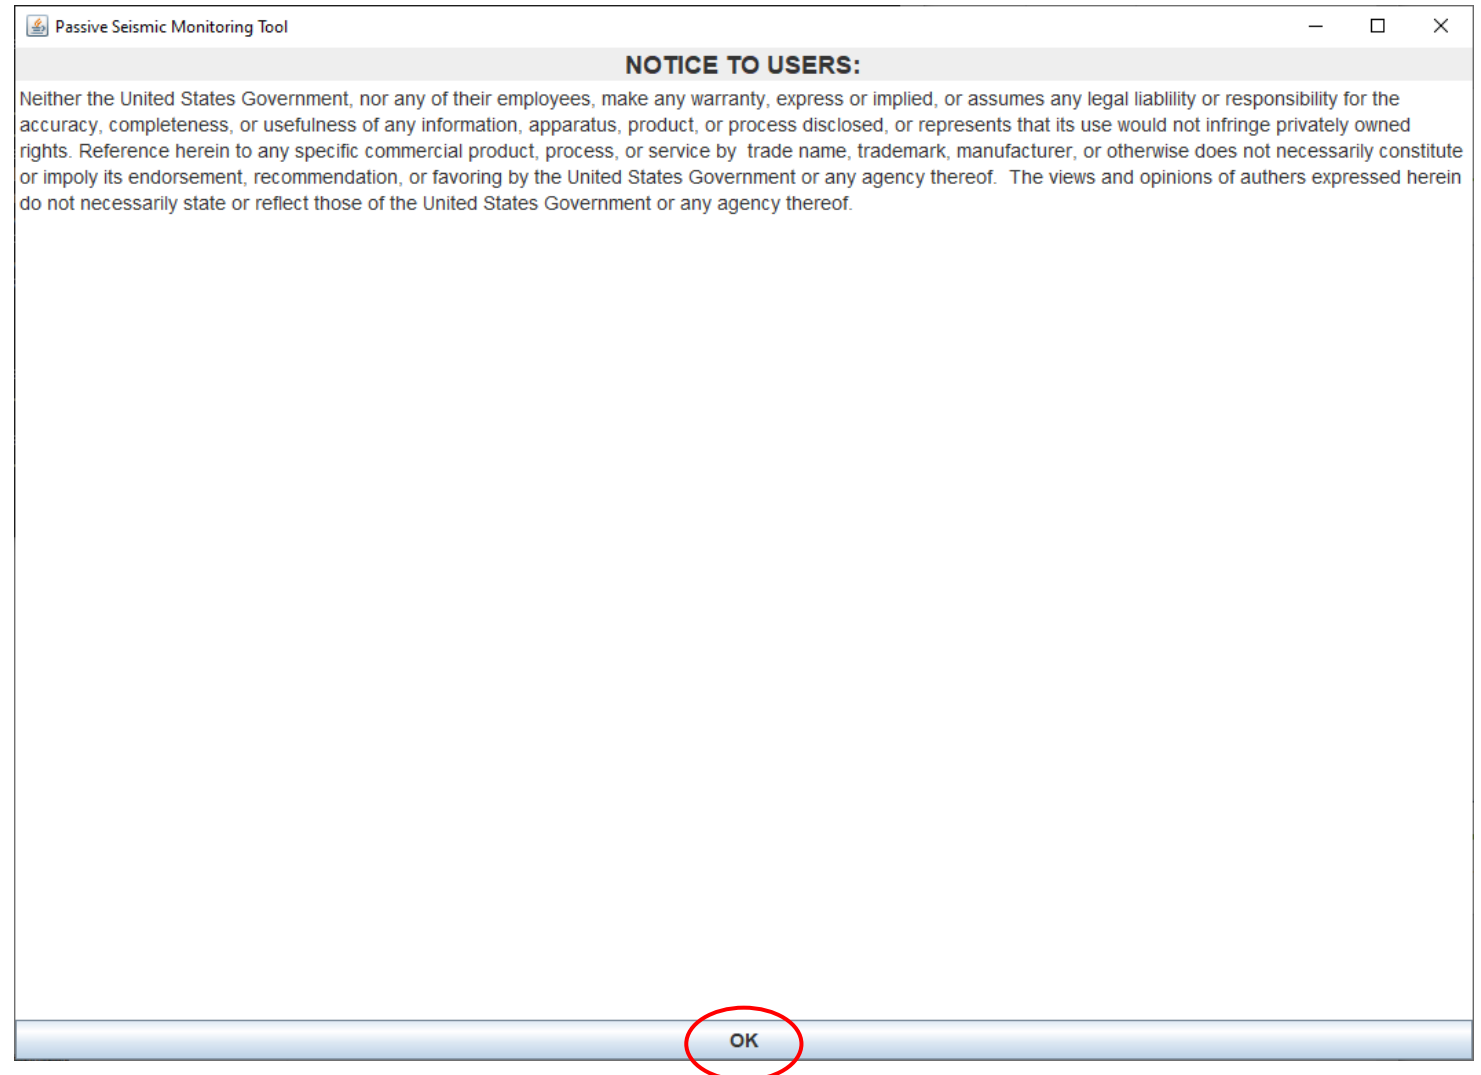 Passive Seismic Monitoring Tool
NOTICE TO USERS:
Neither the United States Government, nor any of their employees, make any warranty, express or implied, or assumes any legal liablility or responsibility for the
accuracy, completeness, or usefulness of any information, apparatus, product, or process disclosed, or represents that its use would not infringe privately owned
rights. Reference herein to any specific commercial product, process, or service by  trade name, trademark, manufacturer, or otherwise does not necessarily constitute
or impoly its endorsement, recommendation, or favoring by the United States Government or any agency thereof.  The views and opinions of authers expressed herein
do not necessarily state or reflect those of the United States Government or any agency thereof.
OK